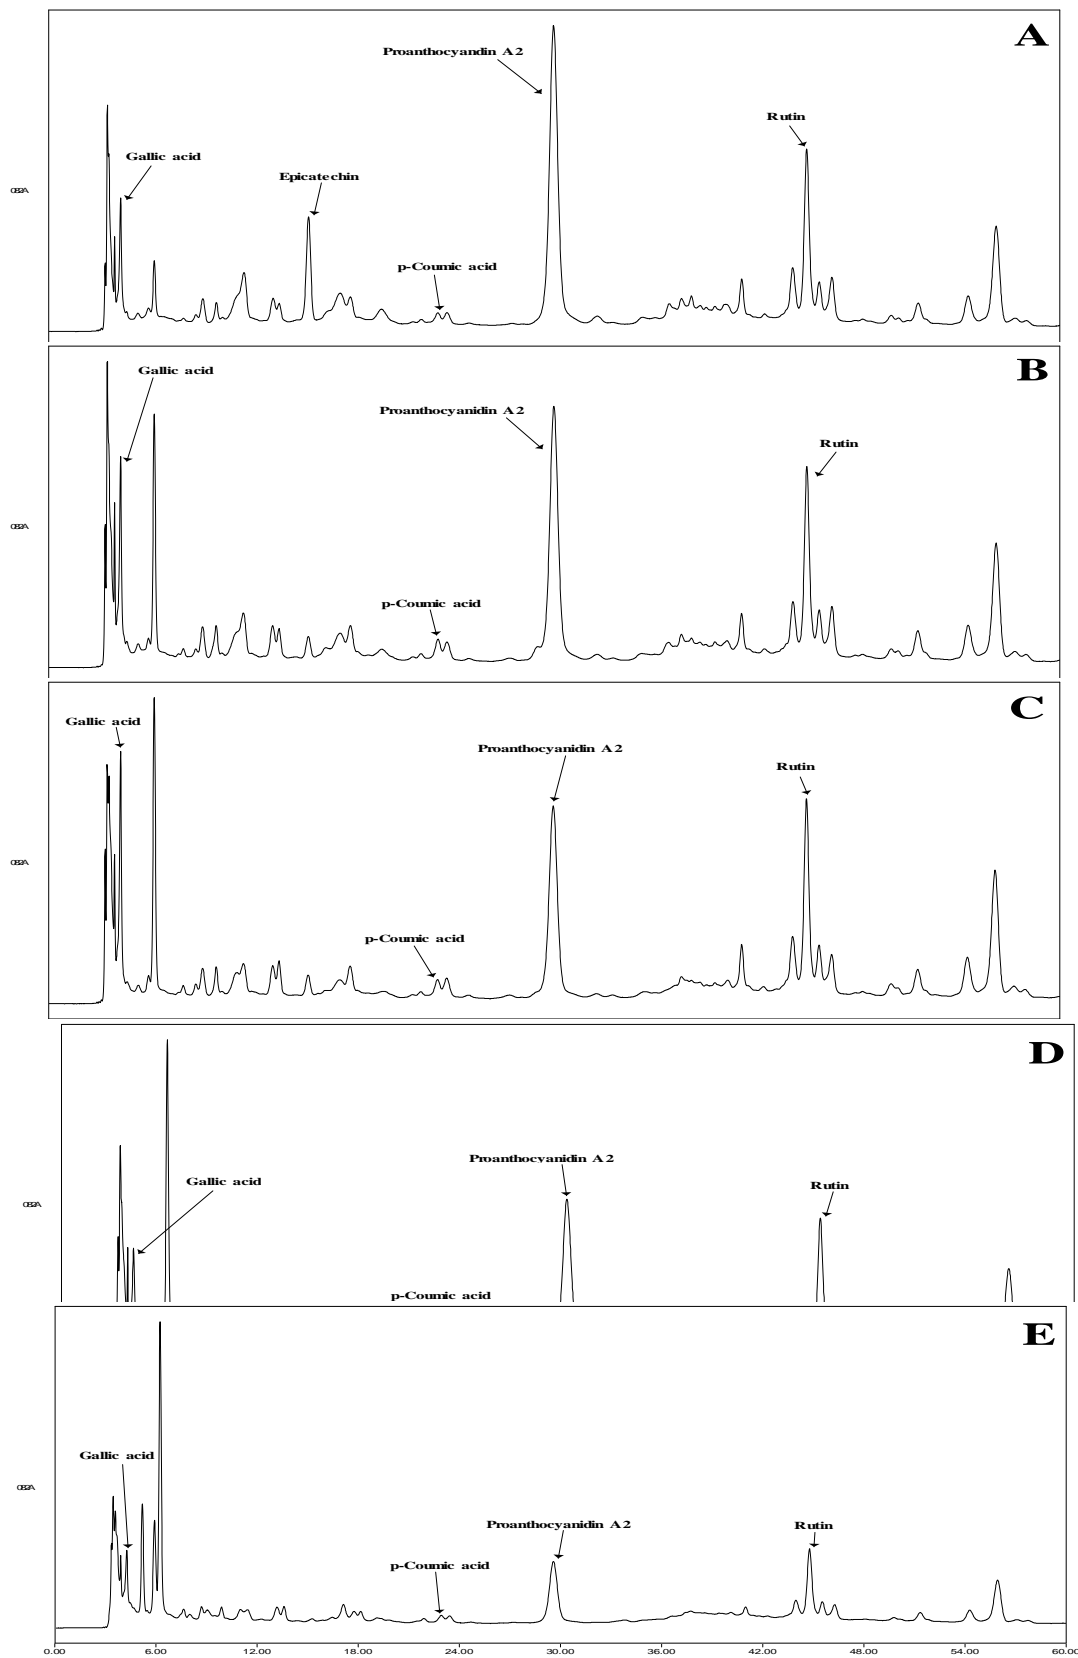 A
Proanthocyandin A2
Rutin
Gallic acid
Epicatechin
p-Coumic acid
B
Gallic acid
Proanthocyanidin A2
Rutin
p-Coumic acid
C
Gallic acid
Proanthocyanidin A2
Rutin
p-Coumic acid
D
Proanthocyanidin A2
Gallic acid
Rutin
p-Coumic acid
E
Gallic acid
Proanthocyanidin A2
Rutin
p-Coumic acid
0.00 6.00 12.00 18.00 24.00 30.00 36.00 42.00 48.00 54.00 60.00